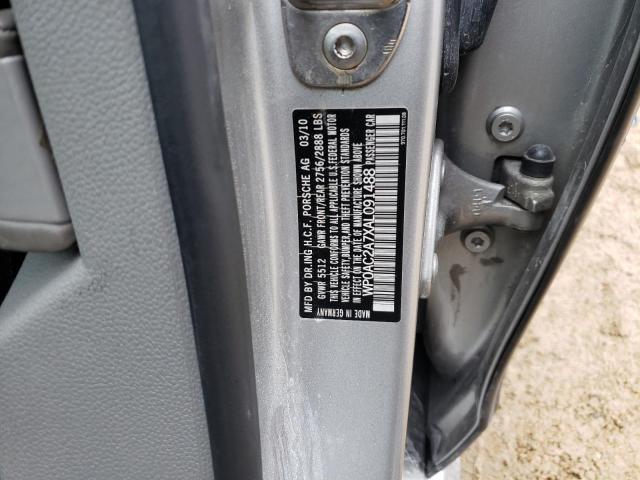 MFD BY DR.ING H.C.F. PORSCHE AG 03/10
GVWR 5512 GAWR FRONT/REAR 2756/2888 LBS
THIS VEHICLE CONFORMS TO ALL APPLICABLE U.S.FEDERAL MOTOR
VEHICLE SAFETY,BUMPER,AND THEFT PREVENTION STANDARDS
IN EFFECT ON THE DATE OF MANUFACTURE SHOWN ABOVE
WP0AC2A7XAL091488 PASSENGER CAR
MADE IN GERMANY